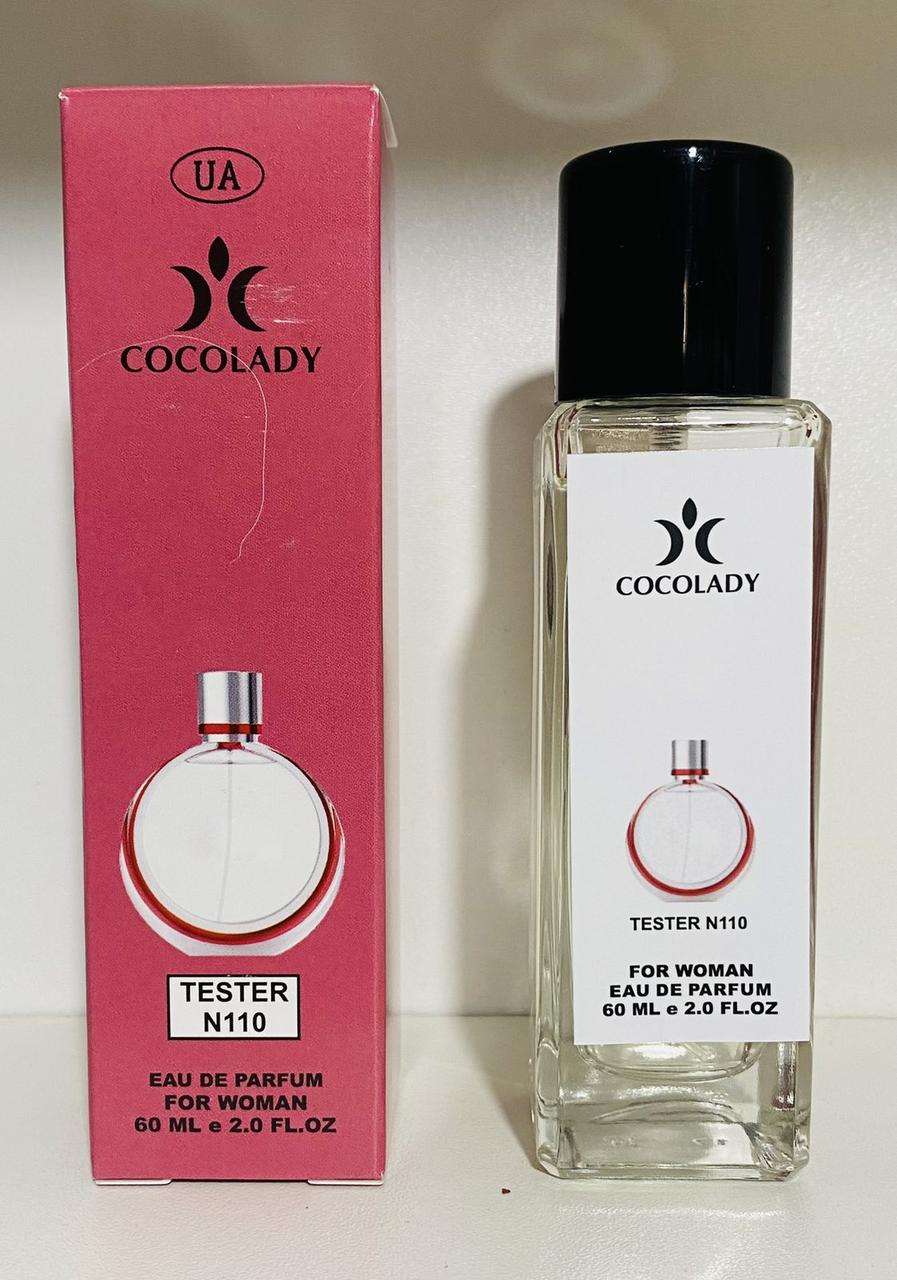 UA
COCOLADY
TESTER
N110
EAU DE PARFUM
FOR WOMAN
60 ML e 2.0 FL.OZ
COCOLADY
TESTER N110
FOR WOMAN
EAU DE PARFUM
60 ML e 2.0 FL.OZ